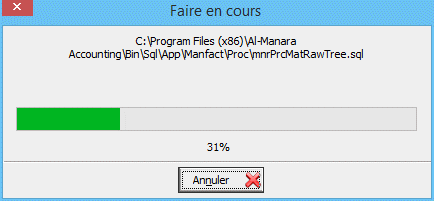 Faire en cours
C:\Program Files (x86)\Al-Manara
Accounting\Bin\Sql\App\Manfact\Proc\mnrPrcMatRawTree.sql
31%
Annuler